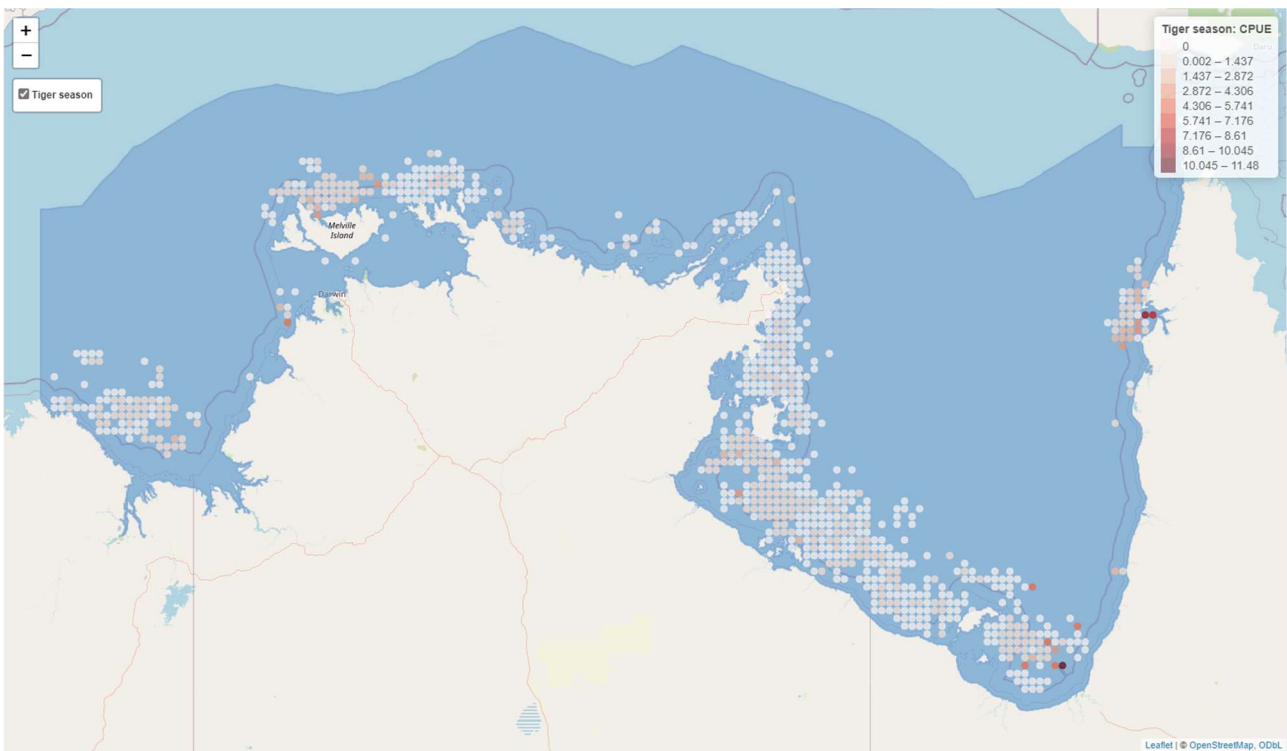 +
−
Tiger season
Tiger season: CPUE
0
0.002 – 1.437
1.437 – 2.872
2.872 – 4.306
4.306 – 5.741
5.741 – 7.176
7.176 – 8.61
8.61 – 10.045
10.045 – 11.48
Daru
Melville
Island
Darwin
Leaflet | © OpenStreetMap, ODbL